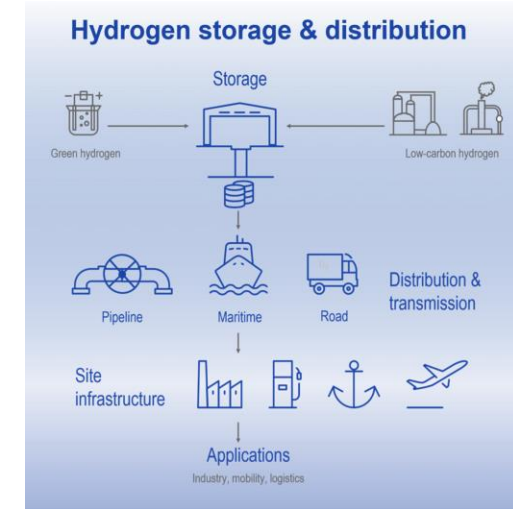 Hydrogen storage & distribution
Storage
Green hydrogen
Low-carbon hydrogen
Pipeline
Maritime
Road
Distribution &
transmission
Site
infrastructure
Applications
Industry, mobility, logistics